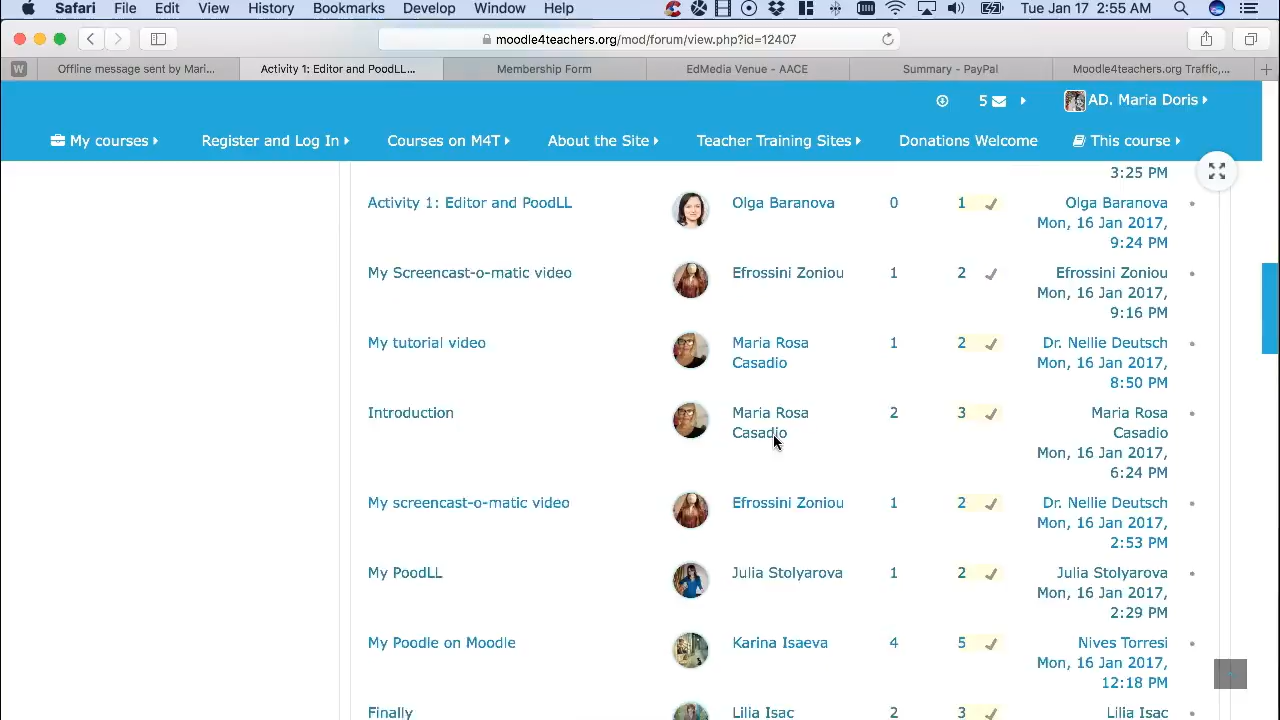 Safari File Edit View History Bookmarks Develop Window Help Tue Jan 17 2:55 AM
moodle4teachers.org/mod/forum/view.php?id=12407
W Offline message sent by Mari... Activity 1: Editor and PoodLL... Membership Form EdMedia Venue - AACE Summary - PayPal Moodle4teachers.org Traffic,...
5 AD. Maria Doris
My courses Register and Log In Courses on M4T About the Site Teacher Training Sites Donations Welcome This course
3:25 PM
Activity 1: Editor and PoodLL Olga Baranova 0 1 Olga Baranova
Mon, 16 Jan 2017,
9:24 PM
My Screencast-o-matic video Efrossini Zoniou 1 2 Efrossini Zoniou
Mon, 16 Jan 2017,
9:16 PM
My tutorial video Maria Rosa 1 2 Dr. Nellie Deutsch
Casadio Mon, 16 Jan 2017,
8:50 PM
Introduction Maria Rosa 2 3 Maria Rosa
Casadio Casadio
Mon, 16 Jan 2017,
6:24 PM
My screencast-o-matic video Efrossini Zoniou 1 2 Dr. Nellie Deutsch
Mon, 16 Jan 2017,
2:53 PM
My PoodLL Julia Stolyarova 1 2 Julia Stolyarova
Mon, 16 Jan 2017,
2:29 PM
My Poodle on Moodle Karina Isaeva 4 5 Nives Torresi
Mon, 16 Jan 2017,
12:18 PM
Finally Lilia Isac 2 3 Lilia Isac